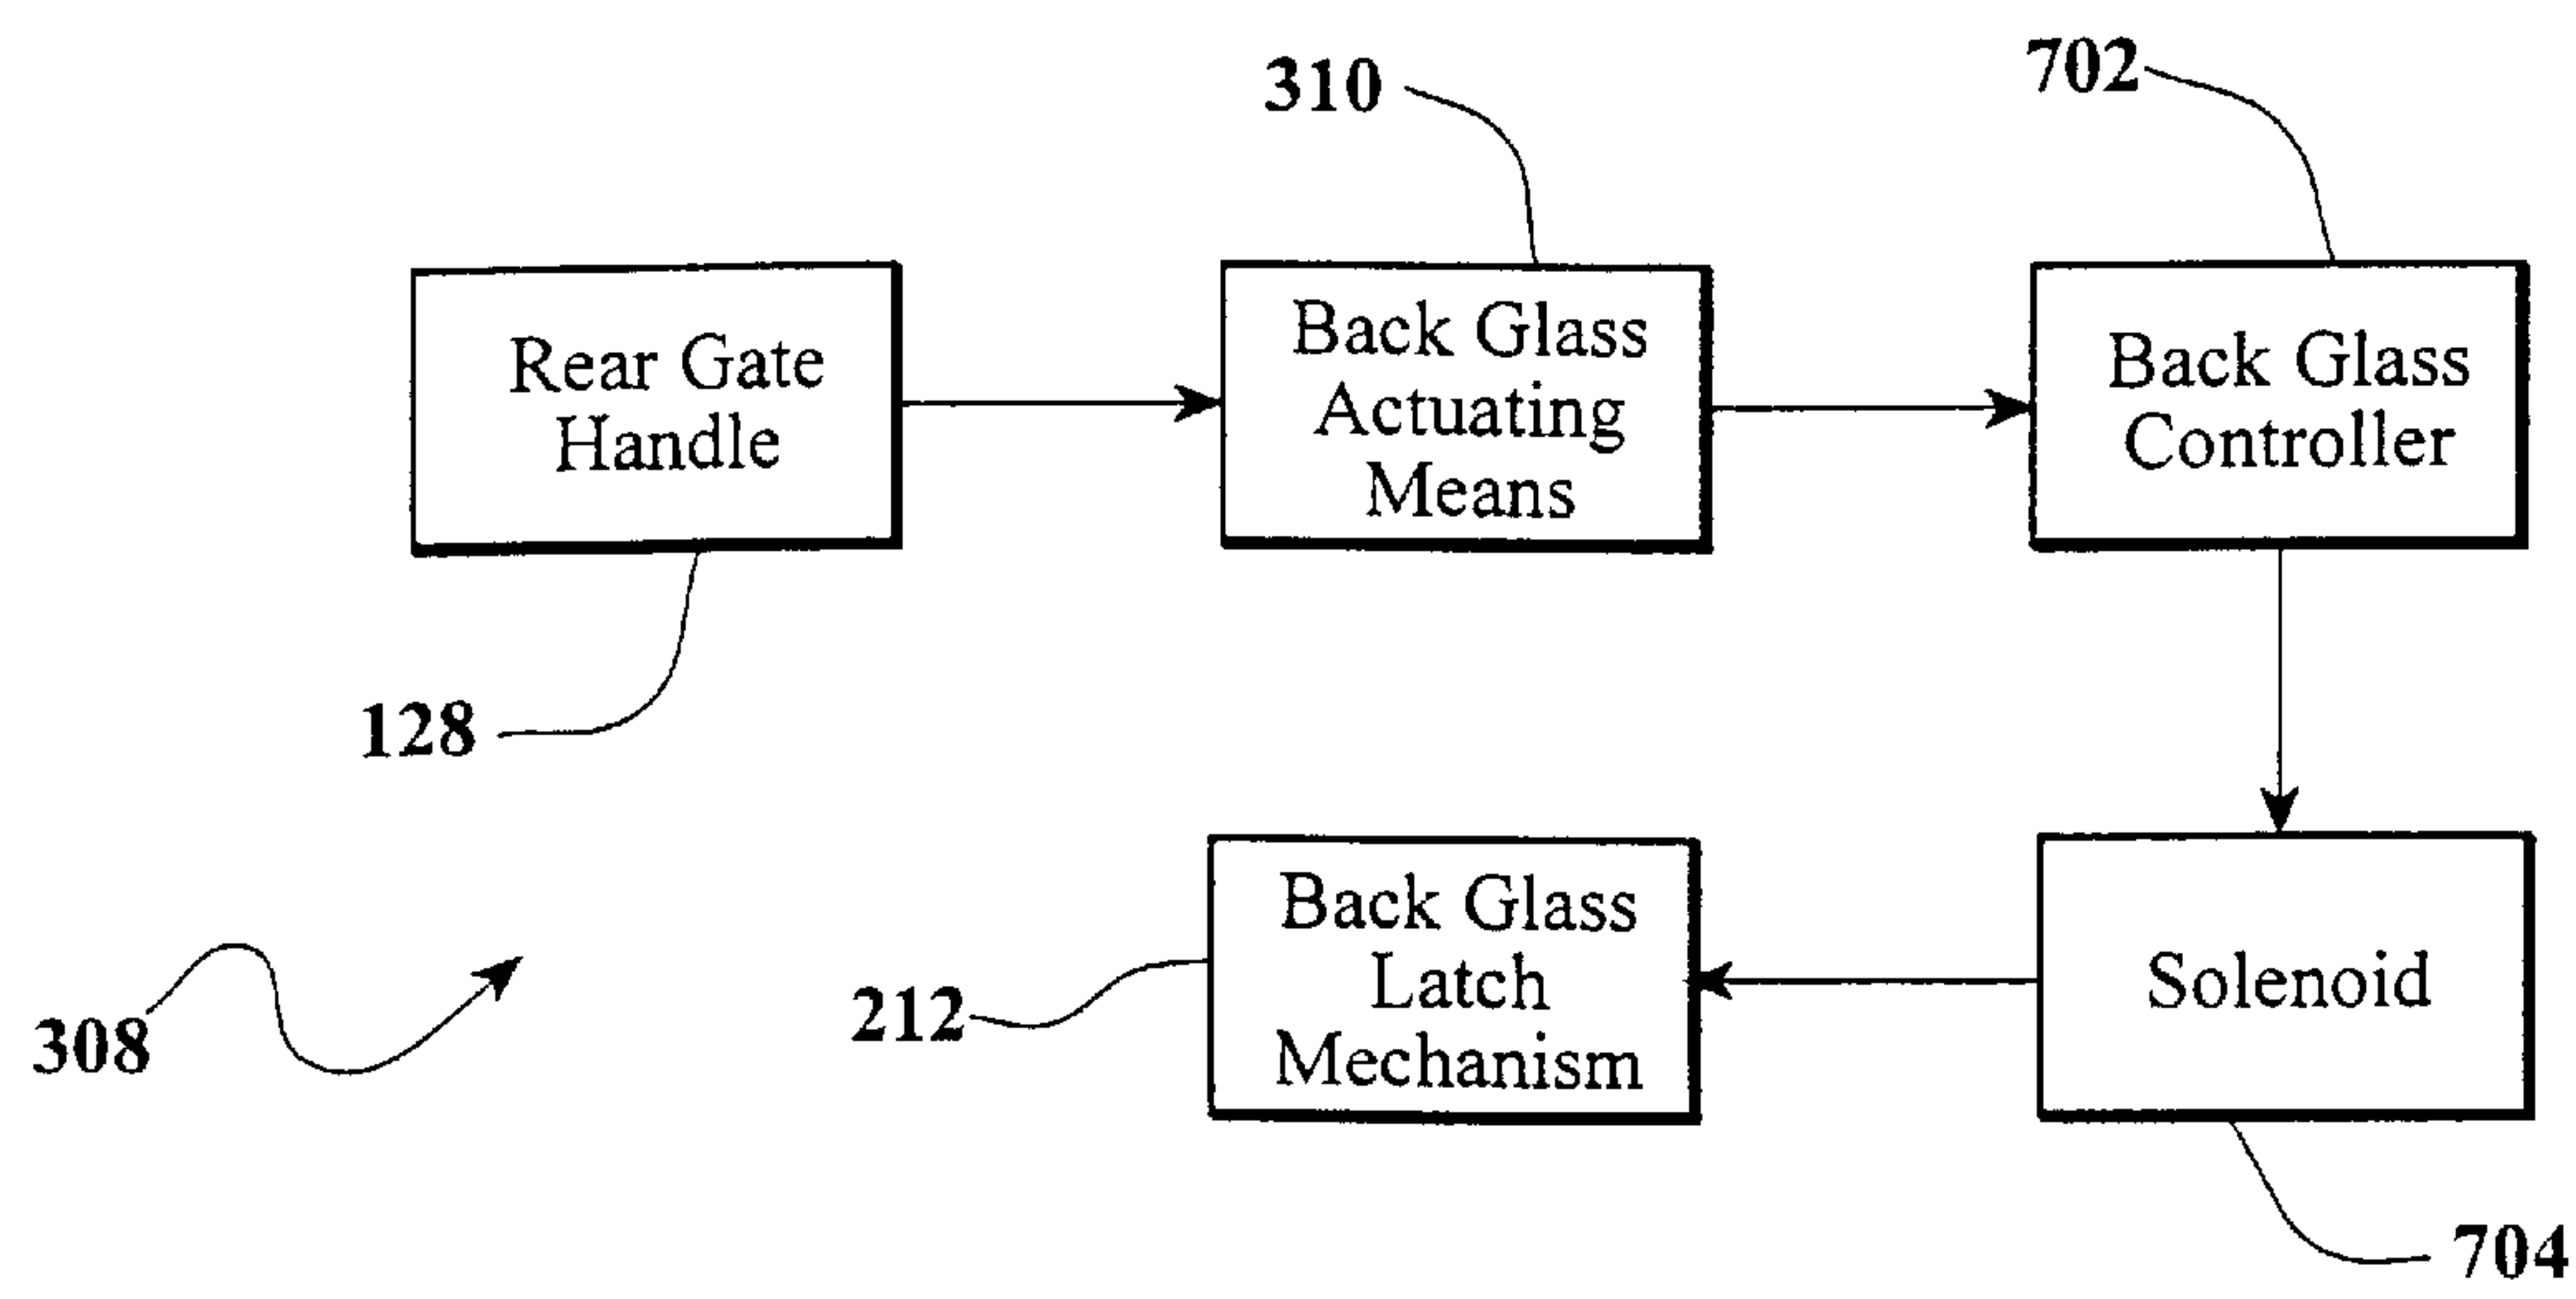 310
702
Rear Gate
Handle
Back Glass
Actuating
Means
Back Glass
Controller
128
Back Glass
Latch
Mechanism
Solenoid
212
308
704